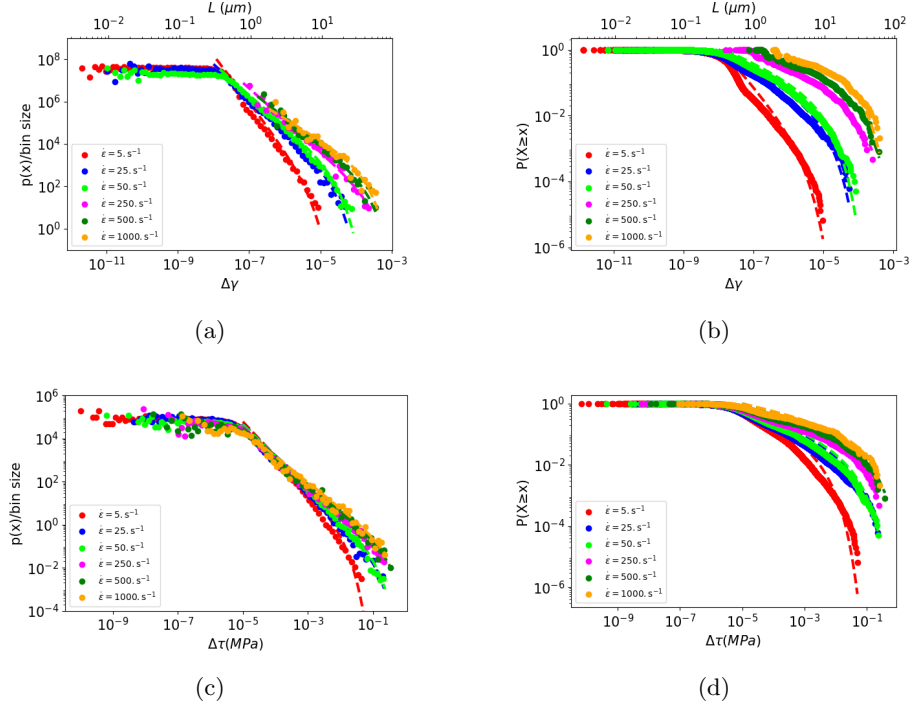 L (μm)
10⁻² 10⁻¹ 10⁰ 10¹
10⁸
10⁶
10⁴
10²
10⁰
p(x)/bin size
ε̇ = 5. s⁻¹
ε̇ = 25. s⁻¹
ε̇ = 50. s⁻¹
ε̇ = 250. s⁻¹
ε̇ = 500. s⁻¹
ε̇ = 1000. s⁻¹
10⁻¹¹ 10⁻⁹ 10⁻⁷ 10⁻⁵ 10⁻³
Δγ
(a)
L (μm)
10⁻² 10⁻¹ 10⁰ 10¹ 10²
10⁰
10⁻²
10⁻⁴
10⁻⁶
P(X≥x)
ε̇ = 5. s⁻¹
ε̇ = 25. s⁻¹
ε̇ = 50. s⁻¹
ε̇ = 250. s⁻¹
ε̇ = 500. s⁻¹
ε̇ = 1000. s⁻¹
10⁻¹¹ 10⁻⁹ 10⁻⁷ 10⁻⁵ 10⁻³
Δγ
(b)
10⁶
10⁴
10²
10⁰
10⁻²
10⁻⁴
p(x)/bin size
ε̇ = 5. s⁻¹
ε̇ = 25. s⁻¹
ε̇ = 50. s⁻¹
ε̇ = 250. s⁻¹
ε̇ = 500. s⁻¹
ε̇ = 1000. s⁻¹
10⁻⁹ 10⁻⁷ 10⁻⁵ 10⁻³ 10⁻¹
Δτ(MPa)
(c)
10⁰
10⁻²
10⁻⁴
10⁻⁶
P(X≥x)
ε̇ = 5. s⁻¹
ε̇ = 25. s⁻¹
ε̇ = 50. s⁻¹
ε̇ = 250. s⁻¹
ε̇ = 500. s⁻¹
ε̇ = 1000. s⁻¹
10⁻⁹ 10⁻⁷ 10⁻⁵ 10⁻³ 10⁻¹
Δτ(MPa)
(d)